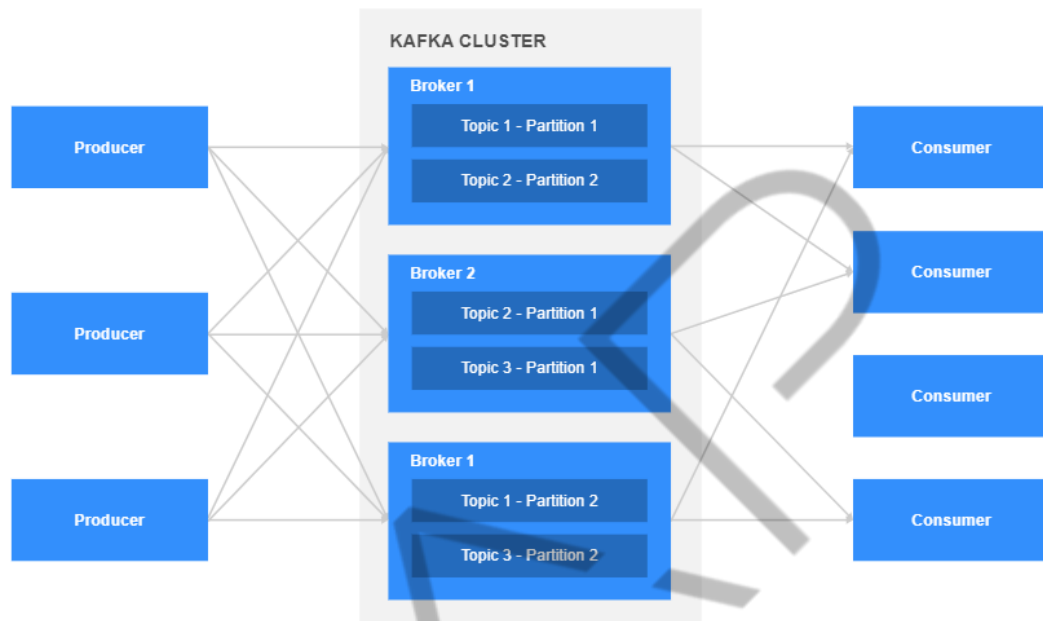 KAFKA CLUSTER
Broker 1
Topic 1 - Partition 1
Topic 2 - Partition 2
Broker 2
Topic 2 - Partition 1
Topic 3 - Partition 1
Broker 1
Topic 1 - Partition 2
Topic 3 - Partition 2
Producer
Producer
Producer
Consumer
Consumer
Consumer
Consumer